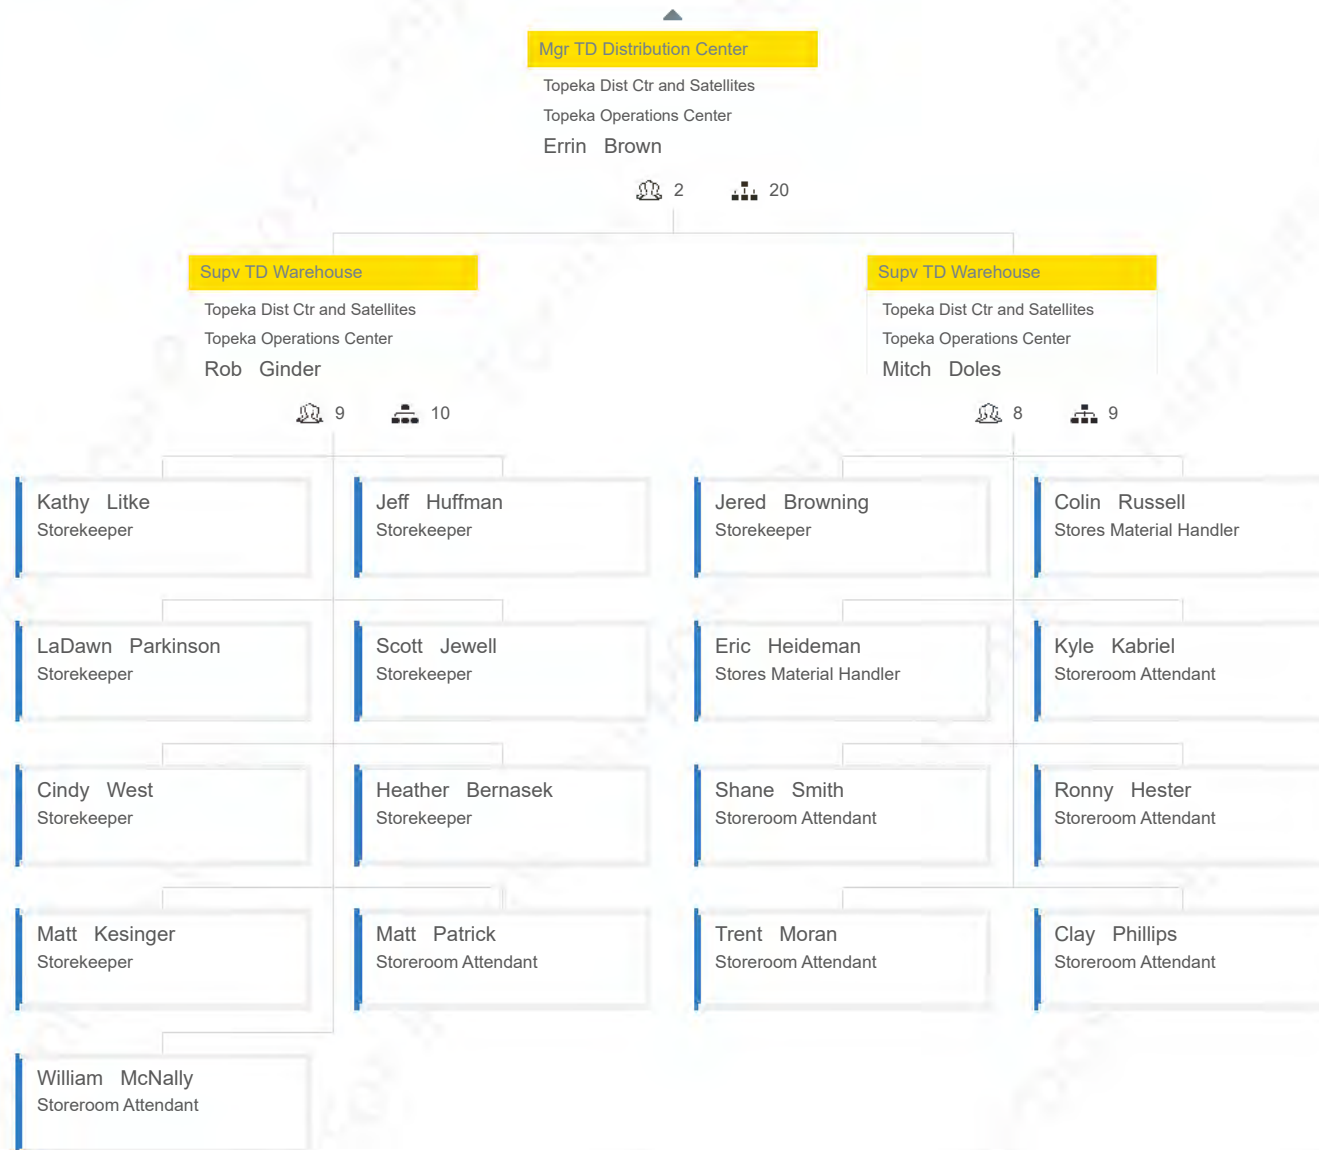 Mgr TD Distribution Center
Topeka Dist Ctr and Satellites
Topeka Operations Center
Errin Brown
2 20
Supv TD Warehouse
Topeka Dist Ctr and Satellites
Topeka Operations Center
Rob Ginder
9 10
Supv TD Warehouse
Topeka Dist Ctr and Satellites
Topeka Operations Center
Mitch Doles
8 9
Kathy Litke
Storekeeper
Jeff Huffman
Storekeeper
Jered Browning
Storekeeper
Colin Russell
Stores Material Handler
LaDawn Parkinson
Storekeeper
Scott Jewell
Storekeeper
Eric Heideman
Stores Material Handler
Kyle Kabriel
Storeroom Attendant
Cindy West
Storekeeper
Heather Bernasek
Storekeeper
Shane Smith
Storeroom Attendant
Ronny Hester
Storeroom Attendant
Matt Kesinger
Storekeeper
Matt Patrick
Storeroom Attendant
Trent Moran
Storeroom Attendant
Clay Phillips
Storeroom Attendant
William McNally
Storeroom Attendant